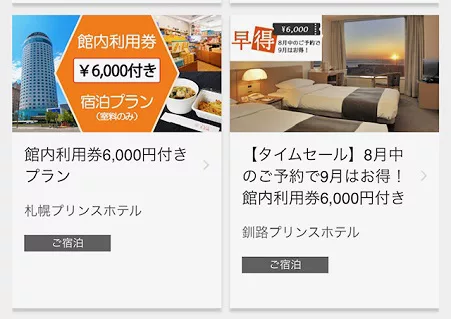 館内利用券
¥6,000付き
宿泊プラン
(室料のみ)
館内利用券6,000円付き
プラン
札幌プリンスホテル
ご宿泊
早得
¥6,000
8月中のご予約で
9月はお得!
【タイムセール】8月中
のご予約で9月はお得!
館内利用券6,000円付き
釧路プリンスホテル
ご宿泊